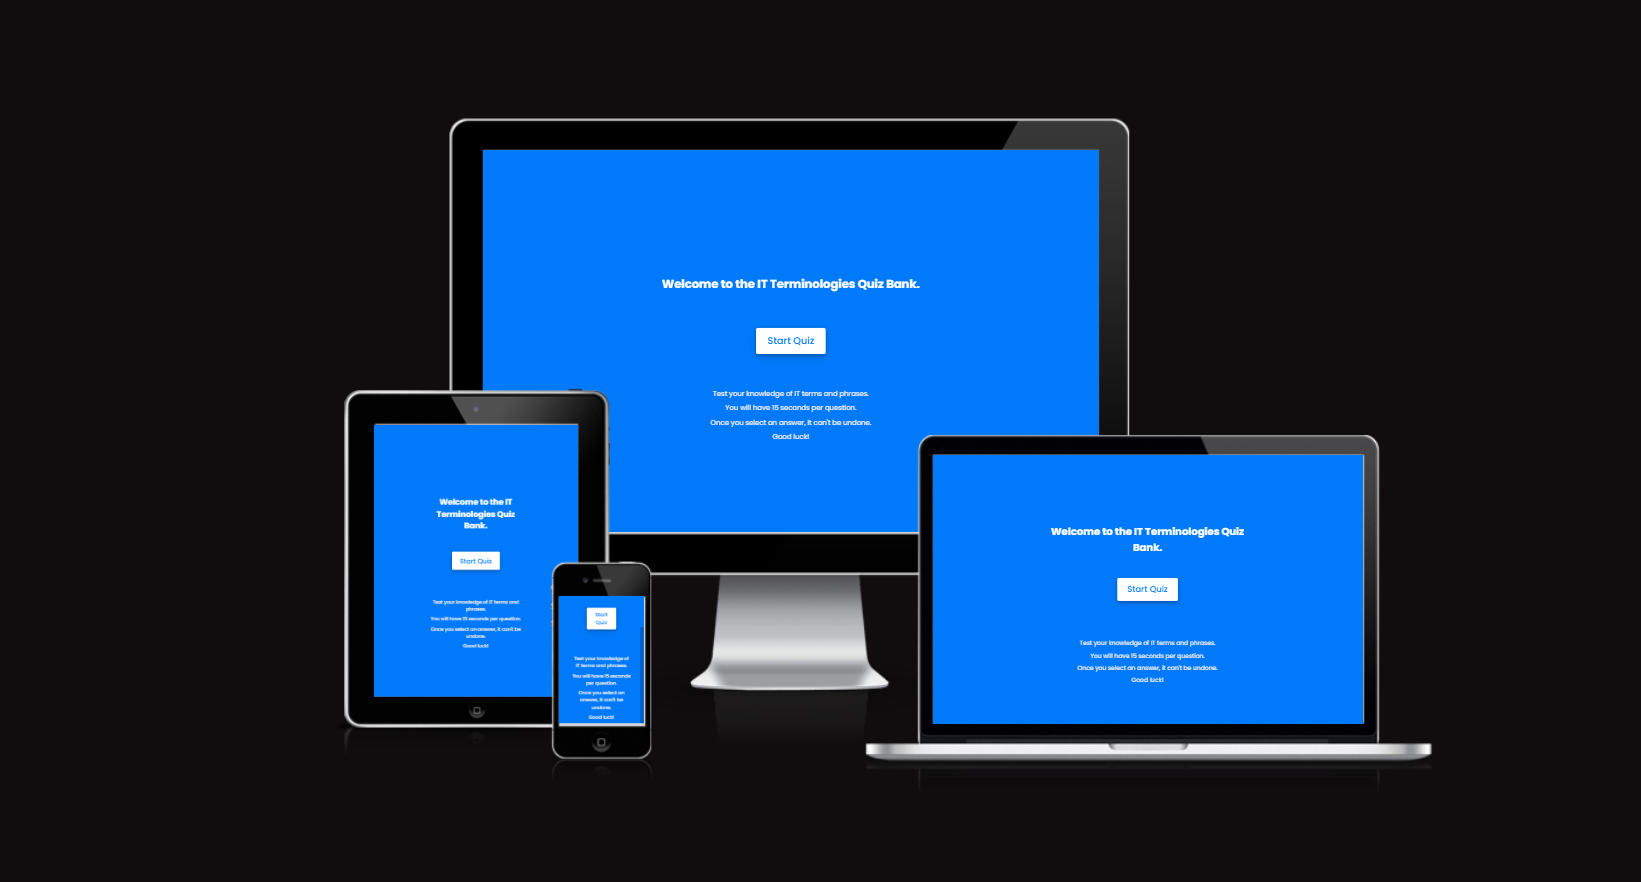 Welcome to the IT Terminologies Quiz Bank.
Start Quiz
Test your knowledge of IT terms and phrases.
You will have 15 seconds per question.
Once you select an answer, it can't be undone.
Good luck!
Welcome to the IT
Terminologies Quiz
Bank.
Start Quiz
Test your knowledge of IT terms and
phrases.
You will have 15 seconds per question.
Once you select an answer, it can't be
undone.
Good luck!
Start
Quiz
Test your knowledge of
IT terms and phrases.
You will have 15 seconds
per question.
Once you select an
answer, it can't be
undone.
Good luck!
Welcome to the IT Terminologies Quiz
Bank.
Start Quiz
Test your knowledge of IT terms and phrases.
You will have 15 seconds per question.
Once you select an answer, it can't be undone.
Good luck!